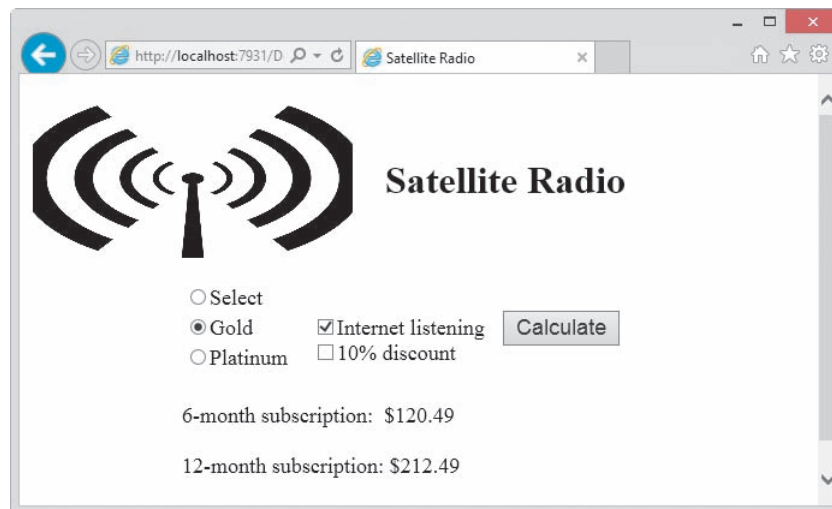 http://localhost:7931/D
Satellite Radio
Satellite Radio
Select
Gold
Platinum
Internet listening
10% discount
Calculate
6-month subscription: $120.49
12-month subscription: $212.49